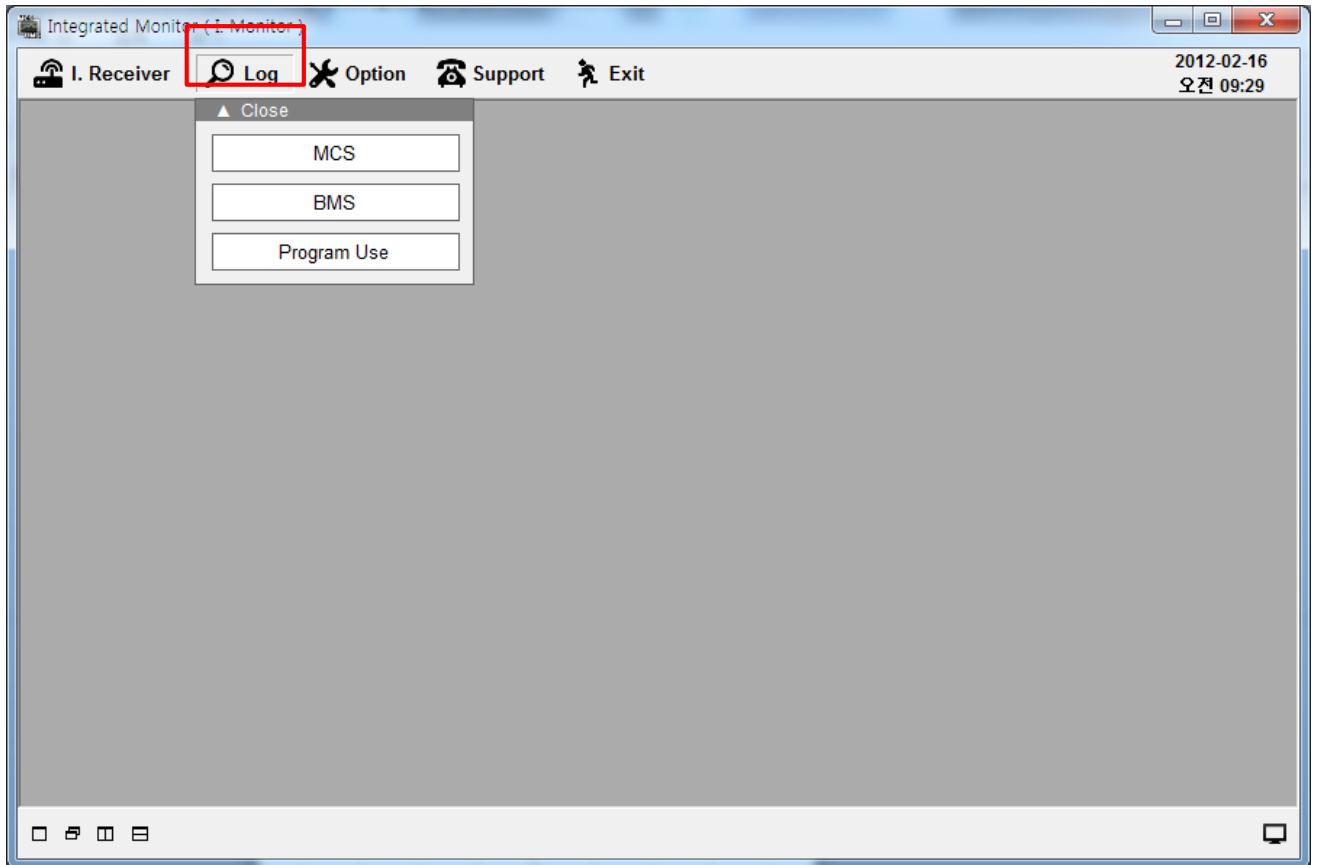 Integrated Monitor ( I. Monitor )
I. Receiver Log Option Support Exit
2012-02-16
오전 09:29
▲ Close
MCS
BMS
Program Use